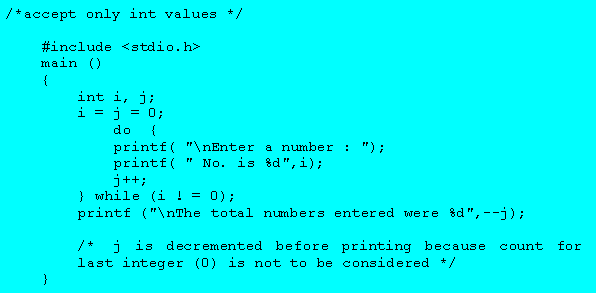 /*accept only int values */
#include <stdio.h>
main ()
{
int i, j;
i = j = 0;
do {
printf( "\nEnter a number : ");
printf( " No. is %d",i);
j++;
} while (i ! = 0);
printf ("\nThe total numbers entered were %d",--j);
/* j is decremented before printing because count for
last integer (0) is not to be considered */
}